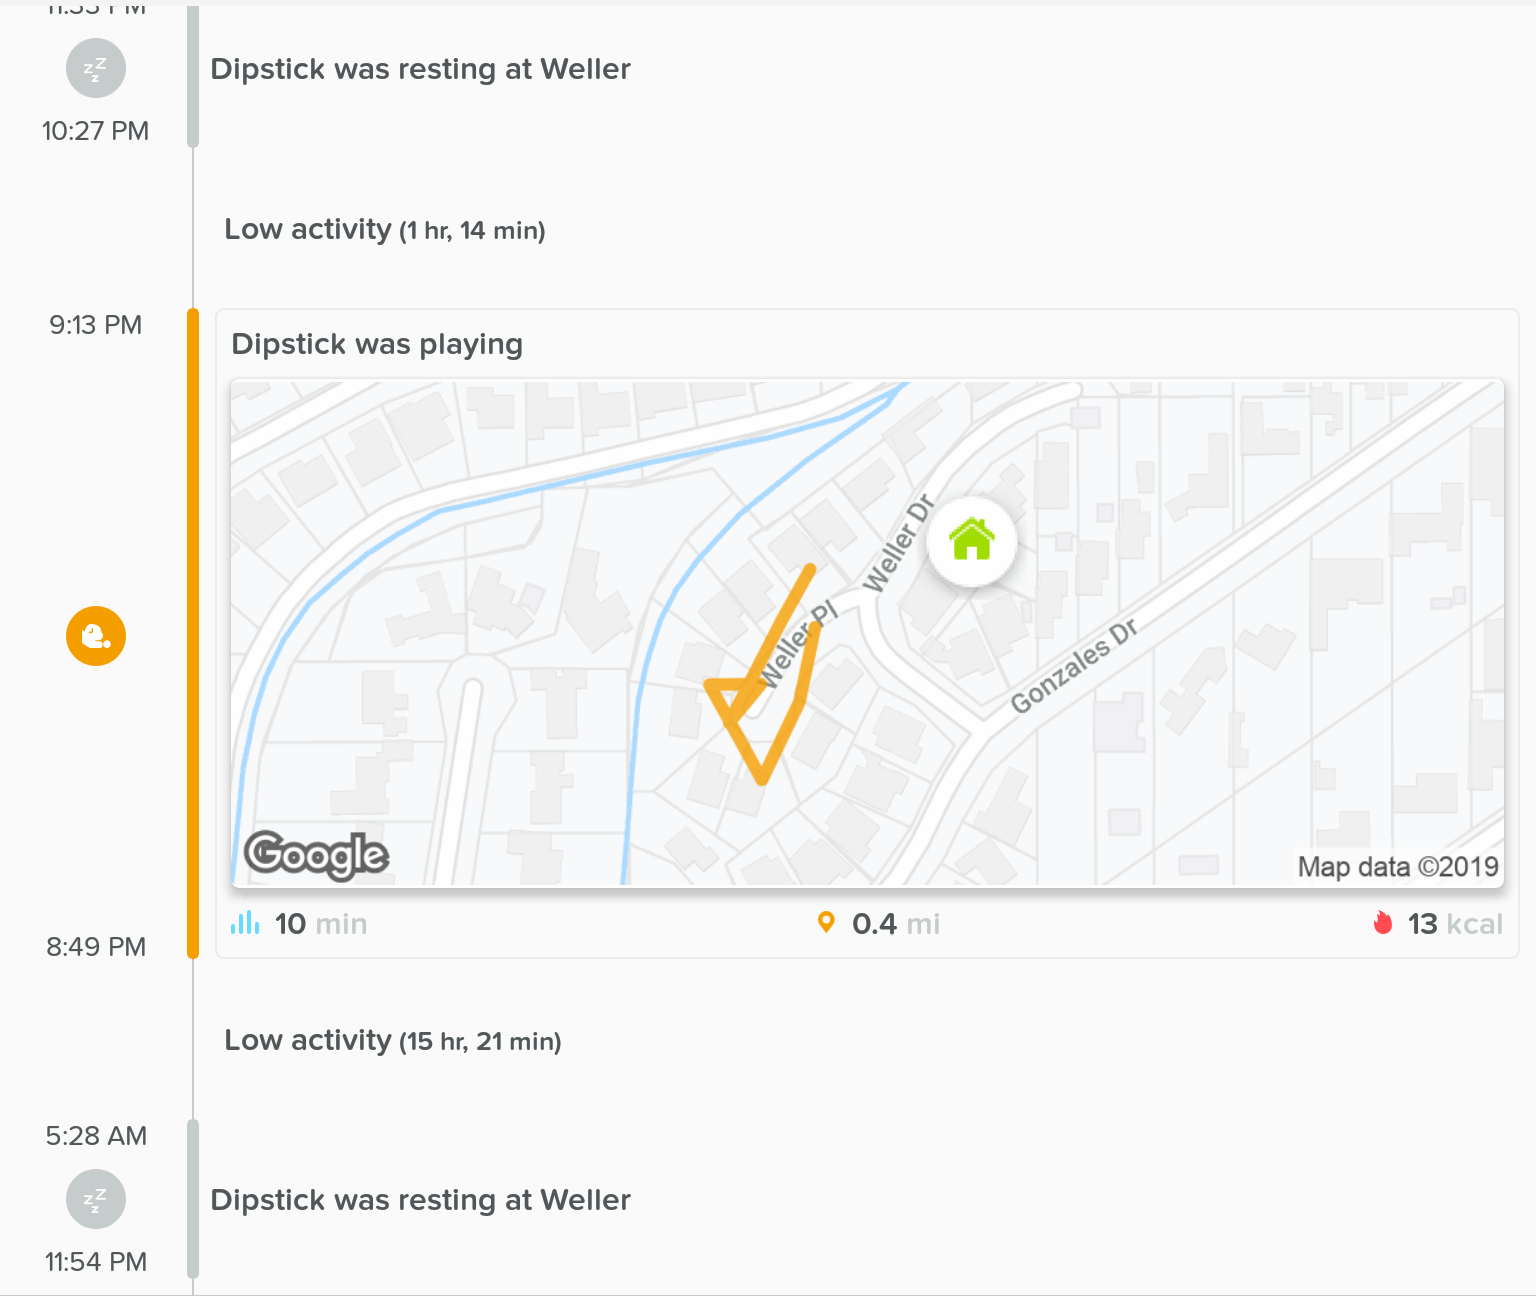 11:33 PM
Dipstick was resting at Weller
10:27 PM
Low activity (1 hr, 14 min)
9:13 PM
Dipstick was playing
Weller Dr
Weller Pl
Gonzales Dr
Google
Map data ©2019
10 min
0.4 mi
13 kcal
8:49 PM
Low activity (15 hr, 21 min)
5:28 AM
Dipstick was resting at Weller
11:54 PM